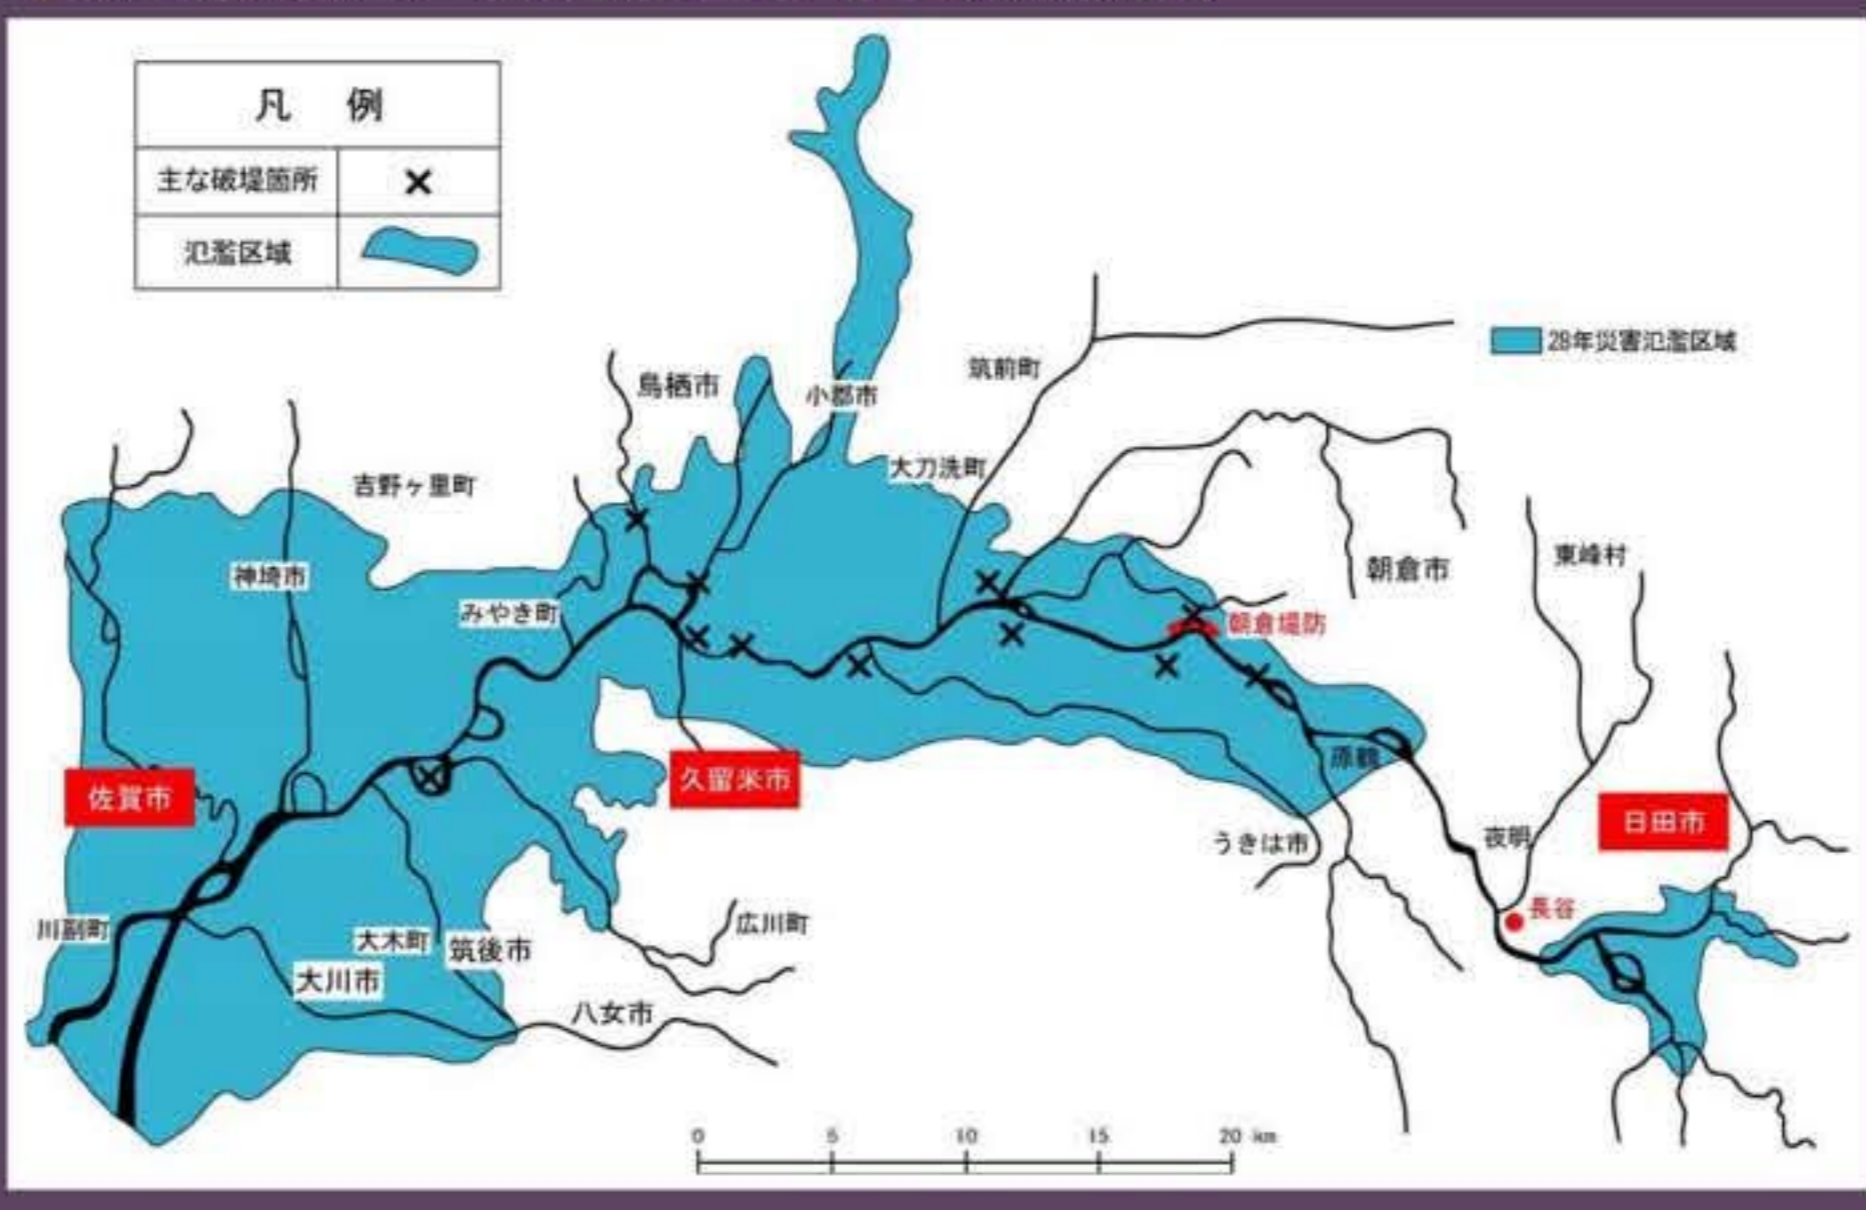 凡 例
主な破堤箇所
氾濫区域
28年災害氾濫区域
筑前町
鳥栖市
小郡市
大刀洗町
吉野ヶ里町
東峰村
朝倉市
神埼市
みやき町
朝倉堤防
原鶴
久留米市
佐賀市
日田市
夜明
うきは市
長谷
広川町
川副町
大木町
筑後市
大川市
八女市
0 5 10 15 20 km